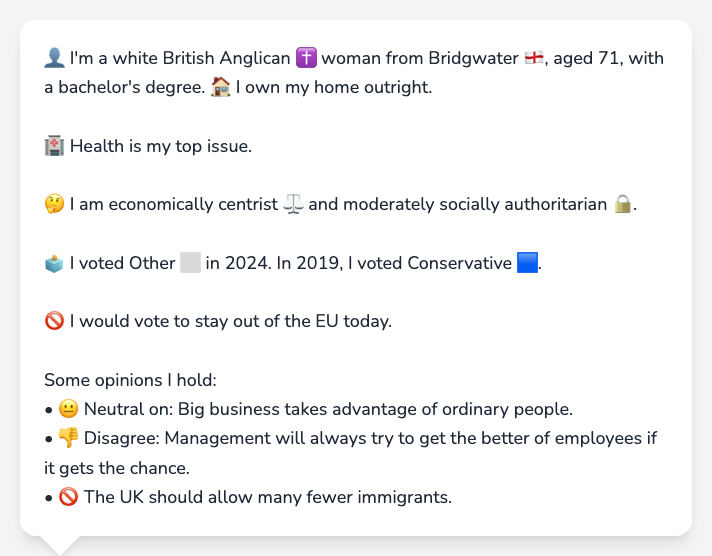 👤 I'm a white British Anglican ✝️ woman from Bridgwater 🏴󠁧󠁢󠁥󠁮󠁧󠁿, aged 71, with
a bachelor's degree. 🏠 I own my home outright.
🏥 Health is my top issue.
🤔 I am economically centrist ⚖️ and moderately socially authoritarian 🔒.
🗳️ I voted Other ⬜ in 2024. In 2019, I voted Conservative 🟦.
🚫 I would vote to stay out of the EU today.
Some opinions I hold:
• 😐 Neutral on: Big business takes advantage of ordinary people.
• 👎 Disagree: Management will always try to get the better of employees if
it gets the chance.
• 🚫 The UK should allow many fewer immigrants.